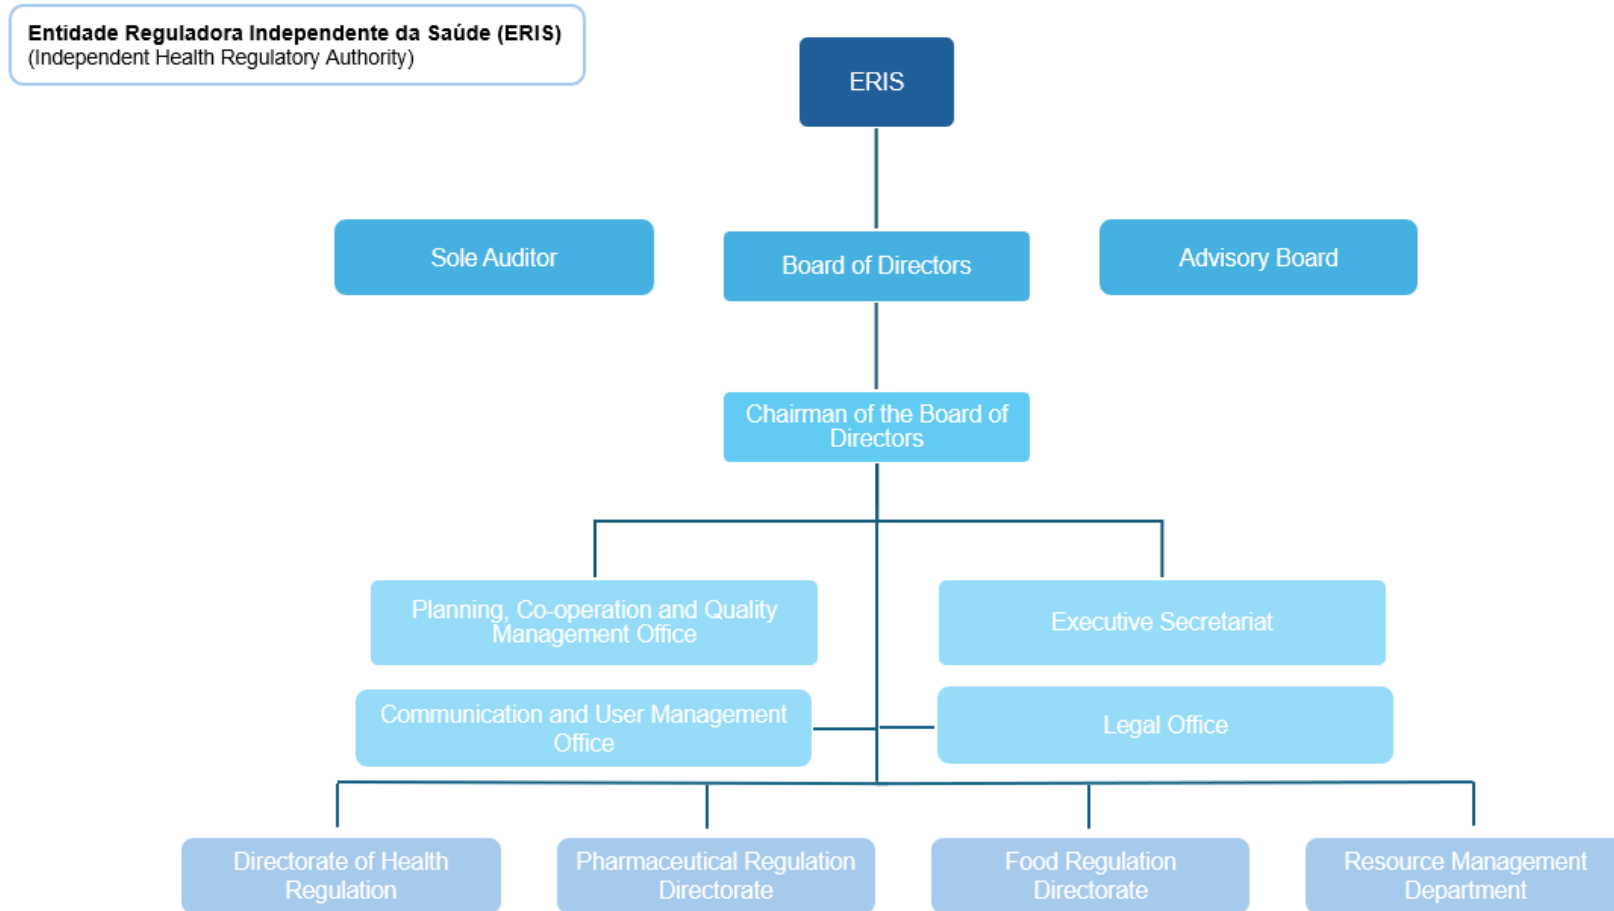 Entidade Reguladora Independente da Saúde (ERIS)
(Independent Health Regulatory Authority)
ERIS
Sole Auditor
Board of Directors
Advisory Board
Chairman of the Board of
Directors
Planning, Co-operation and Quality
Management Office
Executive Secretariat
Communication and User Management
Office
Legal Office
Directorate of Health
Regulation
Pharmaceutical Regulation
Directorate
Food Regulation
Directorate
Resource Management
Department